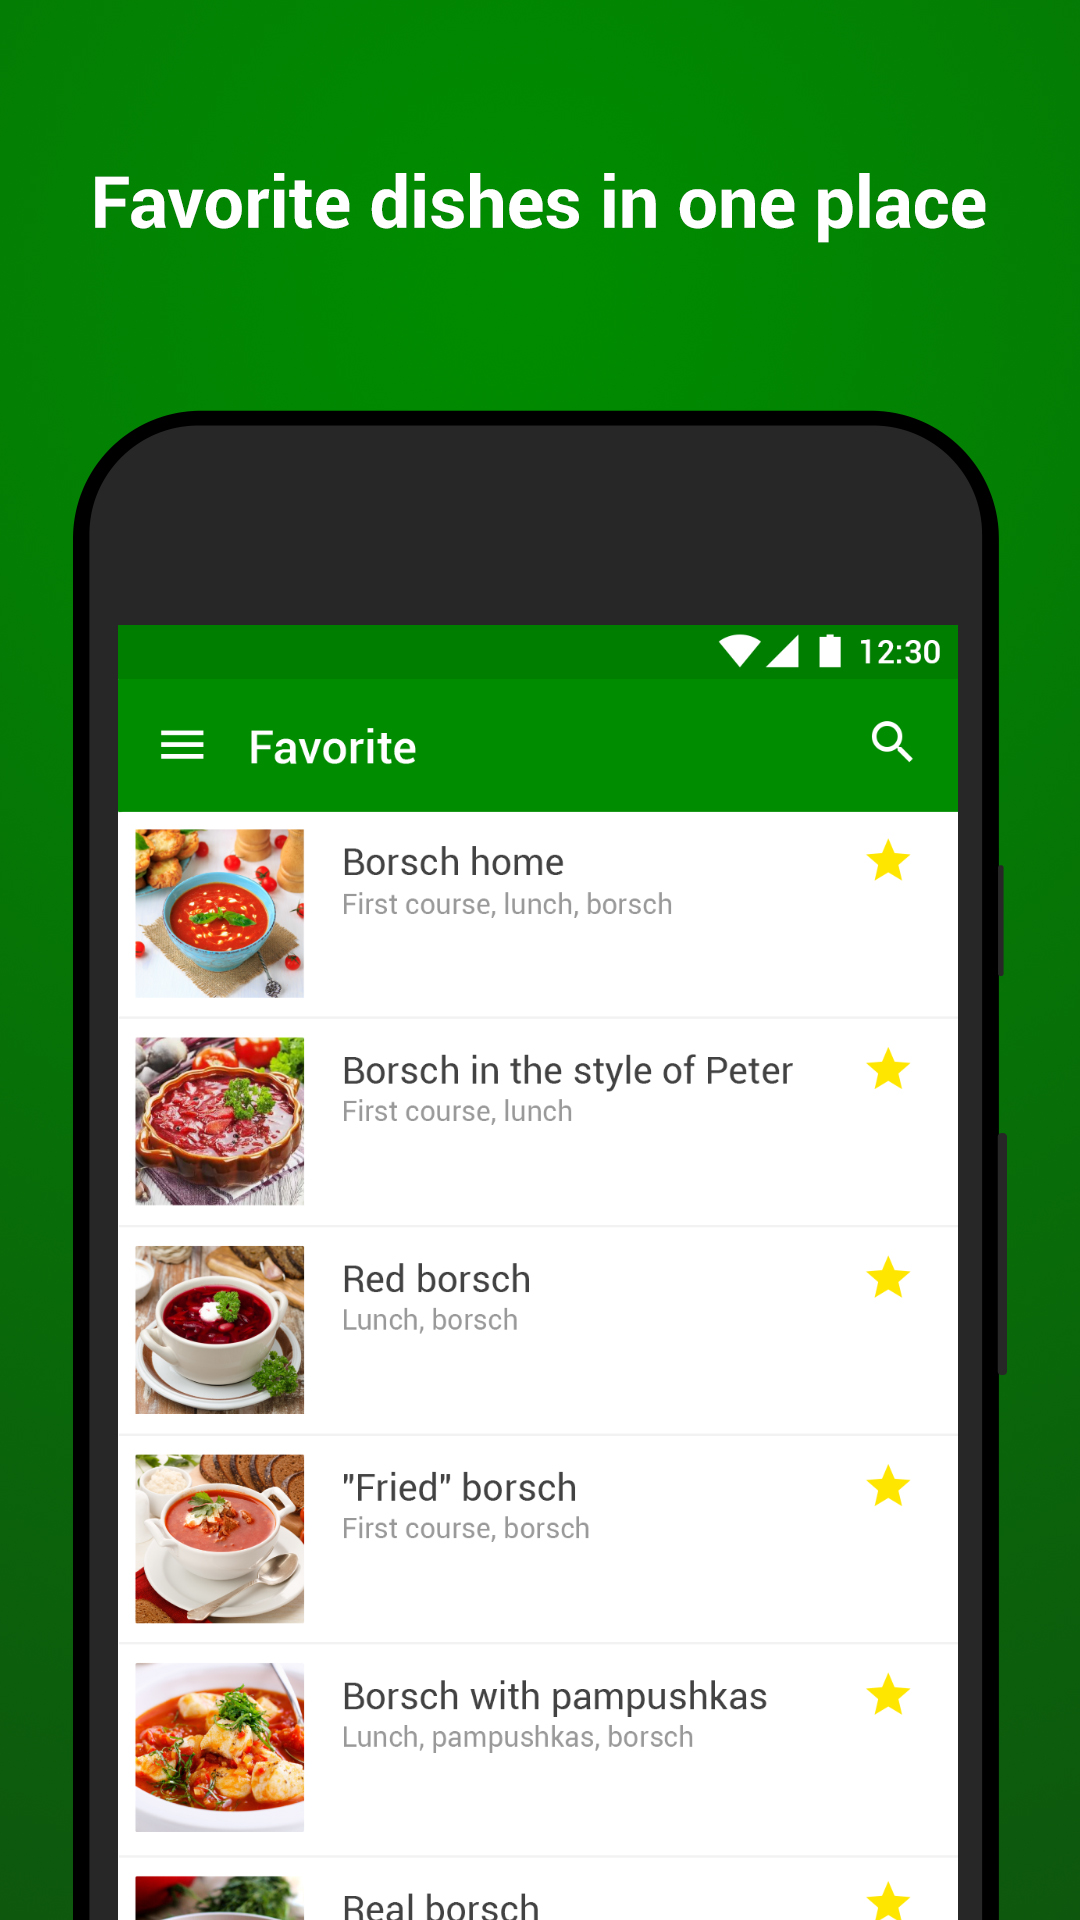 Favorite dishes in one place
12:30
Favorite
Borsch home
First course, lunch, borsch
Borsch in the style of Peter
First course, lunch
Red borsch
Lunch, borsch
"Fried" borsch
First course, borsch
Borsch with pampushkas
Lunch, pampushkas, borsch
Real borsch